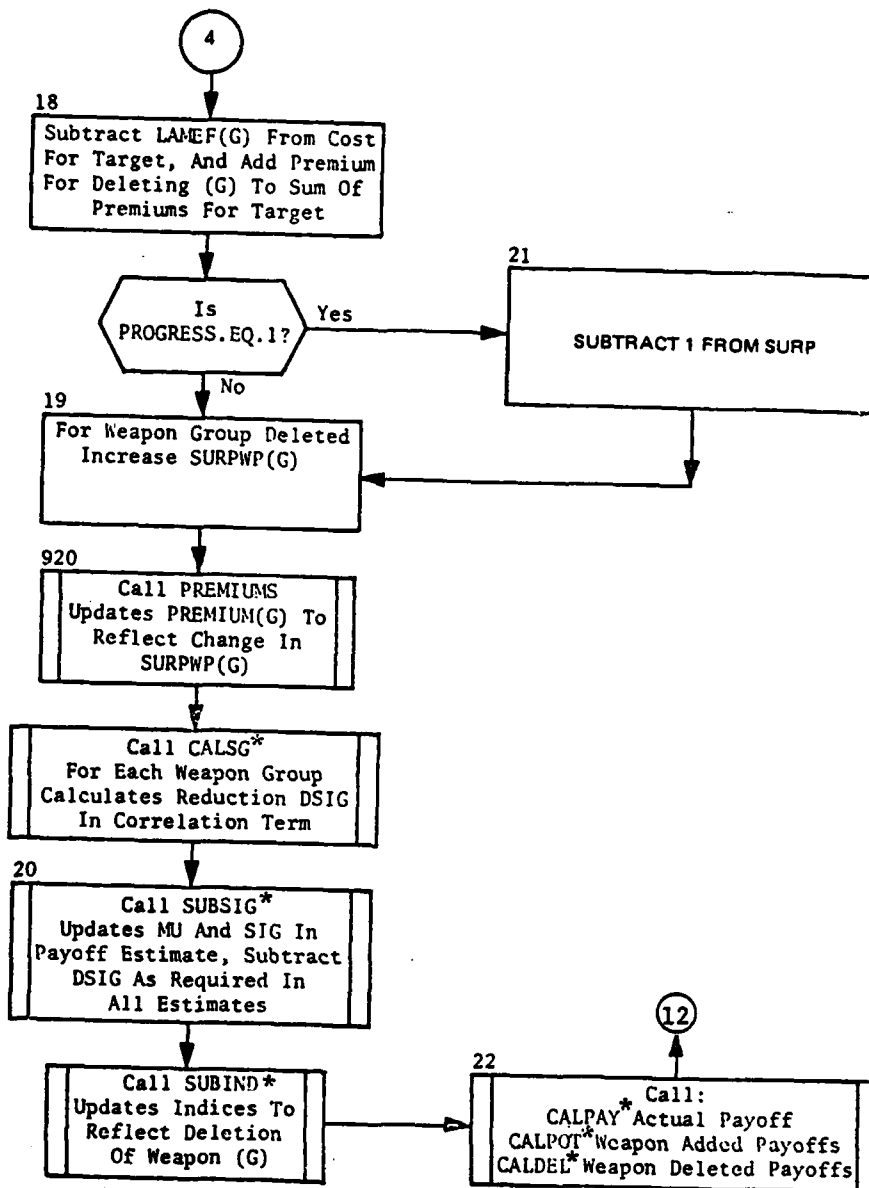 4
18
Subtract LAMEF(G) From Cost
For Target, And Add Premium
For Deleting (G) To Sum Of
Premiums For Target
Is
PROGRESS.EQ.1?
Yes
No
21
SUBTRACT 1 FROM SURP
19
For Weapon Group Deleted
Increase SURPWP(G)
920
Call PREMIUMS
Updates PREMIUM(G) To
Reflect Change In
SURPWP(G)
Call CALSG*
For Each Weapon Group
Calculates Reduction DSIG
In Correlation Term
20
Call SUBSIG*
Updates MU And SIG In
Payoff Estimate, Subtract
DSIG As Required In
All Estimates
Call SUBIND*
Updates Indices To
Reflect Deletion
Of Weapon (G)
12
22
Call:
CALPAY* Actual Payoff
CALPOT* Weapon Added Payoffs
CALDEL* Weapon Deleted Payoffs